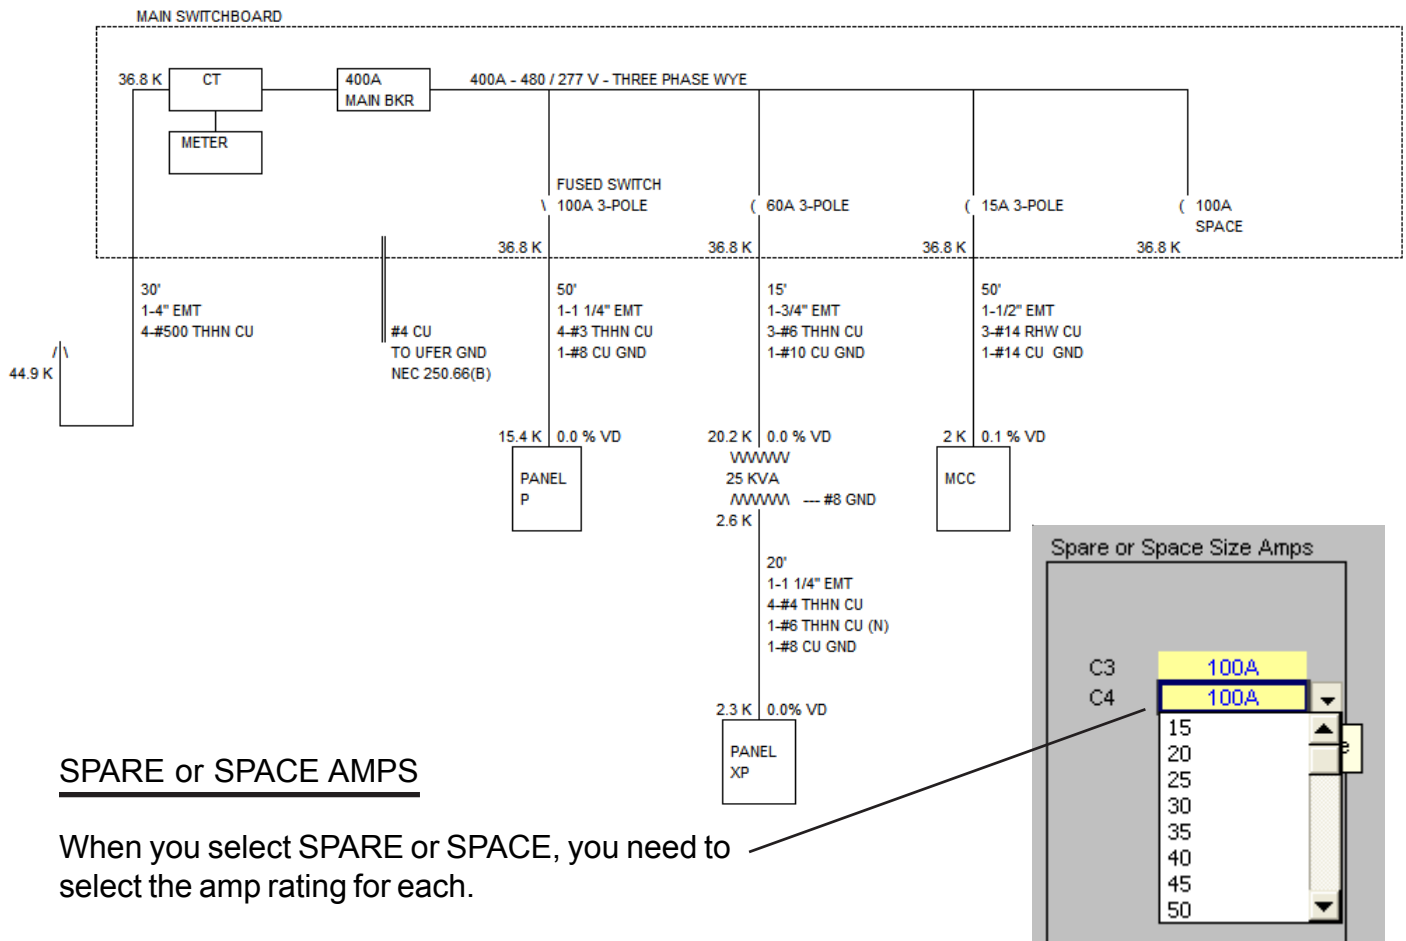 MAIN SWITCHBOARD
36.8 K
CT
METER
400A
MAIN BKR
400A - 480 / 277 V - THREE PHASE WYE
FUSED SWITCH
\ 100A 3-POLE
( 60A 3-POLE
( 15A 3-POLE
( 100A
SPACE
36.8 K
36.8 K
36.8 K
36.8 K
30'
1-4" EMT
4-#500 THHN CU
/ \
44.9 K
#4 CU
TO UFER GND
NEC 250.66(B)
50'
1-1 1/4" EMT
4-#3 THHN CU
1-#8 CU GND
15'
1-3/4" EMT
3-#6 THHN CU
1-#10 CU GND
50'
1-1/2" EMT
3-#14 RHW CU
1-#14 CU GND
15.4 K 0.0 % VD
PANEL
P
20.2 K 0.0 % VD
25 KVA
--- #8 GND
2.6 K
2 K 0.1 % VD
MCC
20'
1-1 1/4" EMT
4-#4 THHN CU
1-#6 THHN CU (N)
1-#8 CU GND
2.3 K 0.0% VD
PANEL
XP
SPARE or SPACE AMPS
When you select SPARE or SPACE, you need to
select the amp rating for each.
Spare or Space Size Amps
C3 100A
C4 100A
15
20
25
30
35
40
45
50